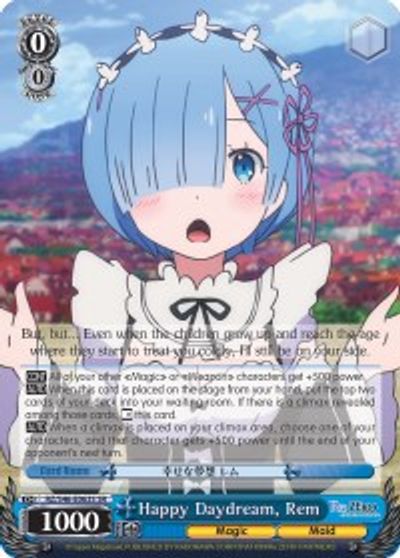 0
0
But, but... Even when the children grow up and reach the age
where they start to treat you coldly, I'll still be on your side.
All of your other «Magic» or «Weapon» characters get +500 power.
When this card is placed on the stage from your hand, put the top two
cards of your deck into your waiting room. If there is a climax revealed
among those cards, this card.
When a climax is placed on your climax area, choose one of your
characters, and that character gets +500 power until the end of turn.
Card Name
幸せな夢想 レム
1000
Happy Daydream, Rem
Magic
Maid